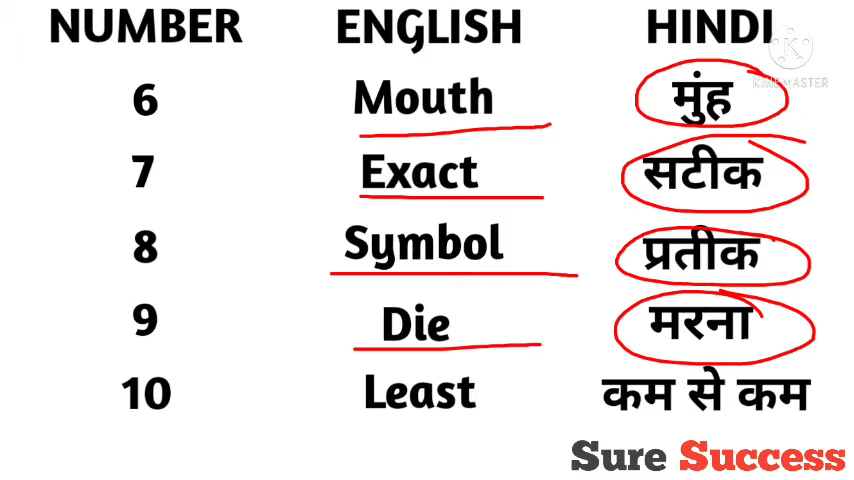 NUMBER ENGLISH HINDI
KINEMASTER
6 Mouth मुंह
7 Exact सटीक
8 Symbol प्रतीक
9 Die मरना
10 Least कम से कम
Sure Success